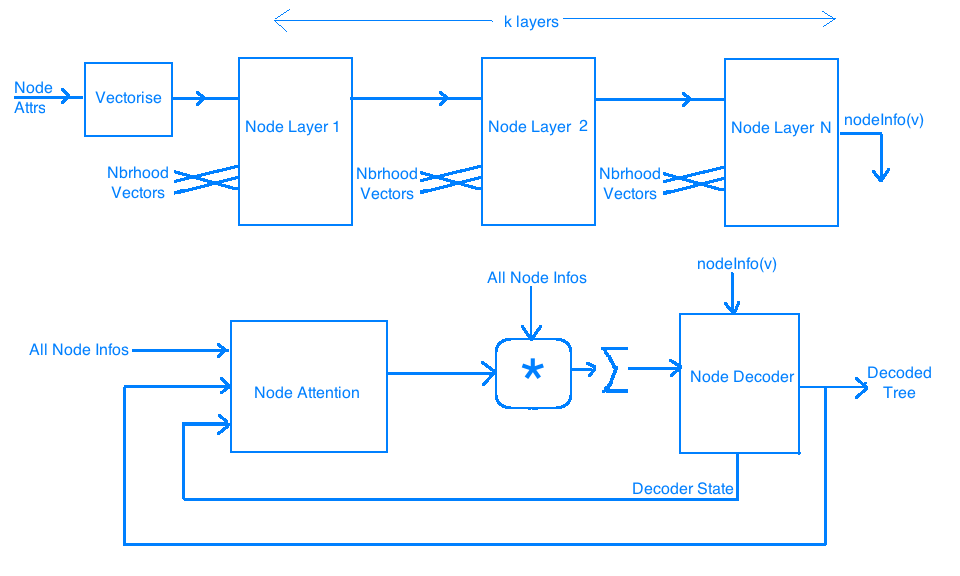 k layers
Node
Attrs
Vectorise
Node Layer 1
Node Layer 2
Node Layer N
nodeInfo(v)
Nbrhood
Vectors
Nbrhood
Vectors
Nbrhood
Vectors
nodeInfo(v)
All Node Infos
All Node Infos
Node Attention
*
Σ
Node Decoder
Decoded
Tree
Decoder State